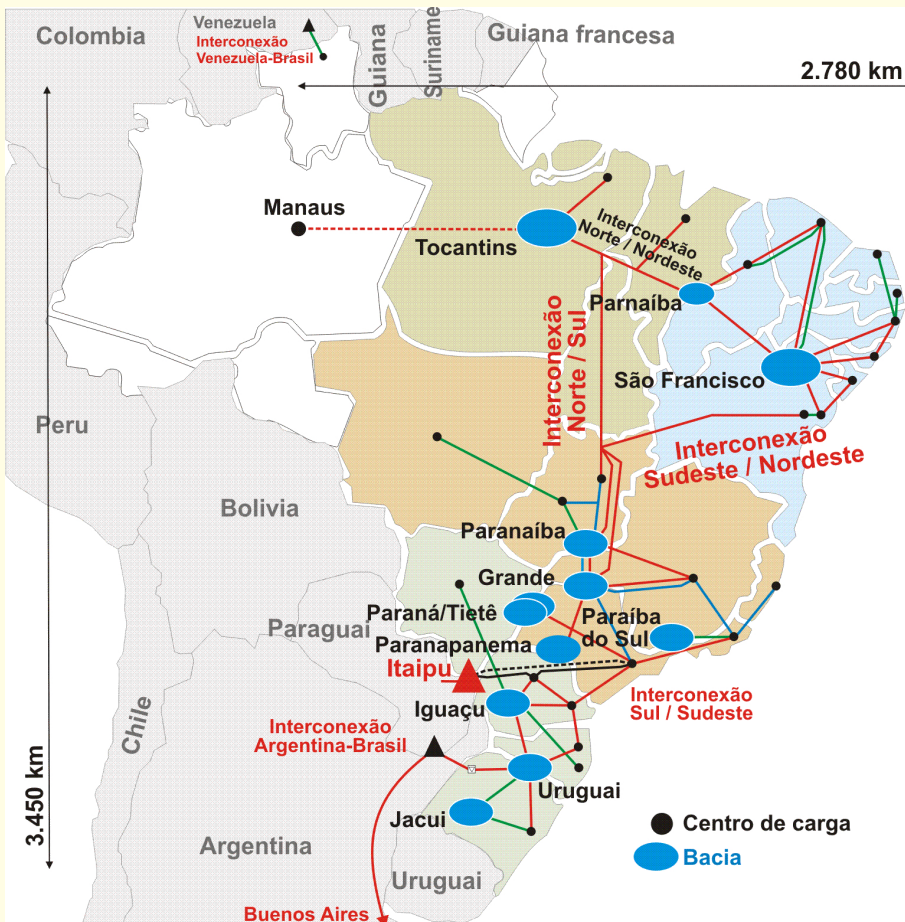 Colombia
Venezuela
Interconexão
Venezuela-Brasil
Guiana
Suriname
Guiana francesa
2.780 km
Manaus
Tocantins
Interconexão
Norte / Nordeste
Parnaíba
Interconexão
Norte / Sul
São Francisco
Peru
Interconexão
Sudeste / Nordeste
Bolivia
Paranaíba
Grande
Paraná/Tietê
Paraíba
do Sul
Paraguai
Paranapanema
Itaipu
Iguaçu
Interconexão
Sul / Sudeste
Chile
Interconexão
Argentina-Brasil
3.450 km
Uruguai
Jacui
Centro de carga
Argentina
Bacia
Uruguai
Buenos Aires